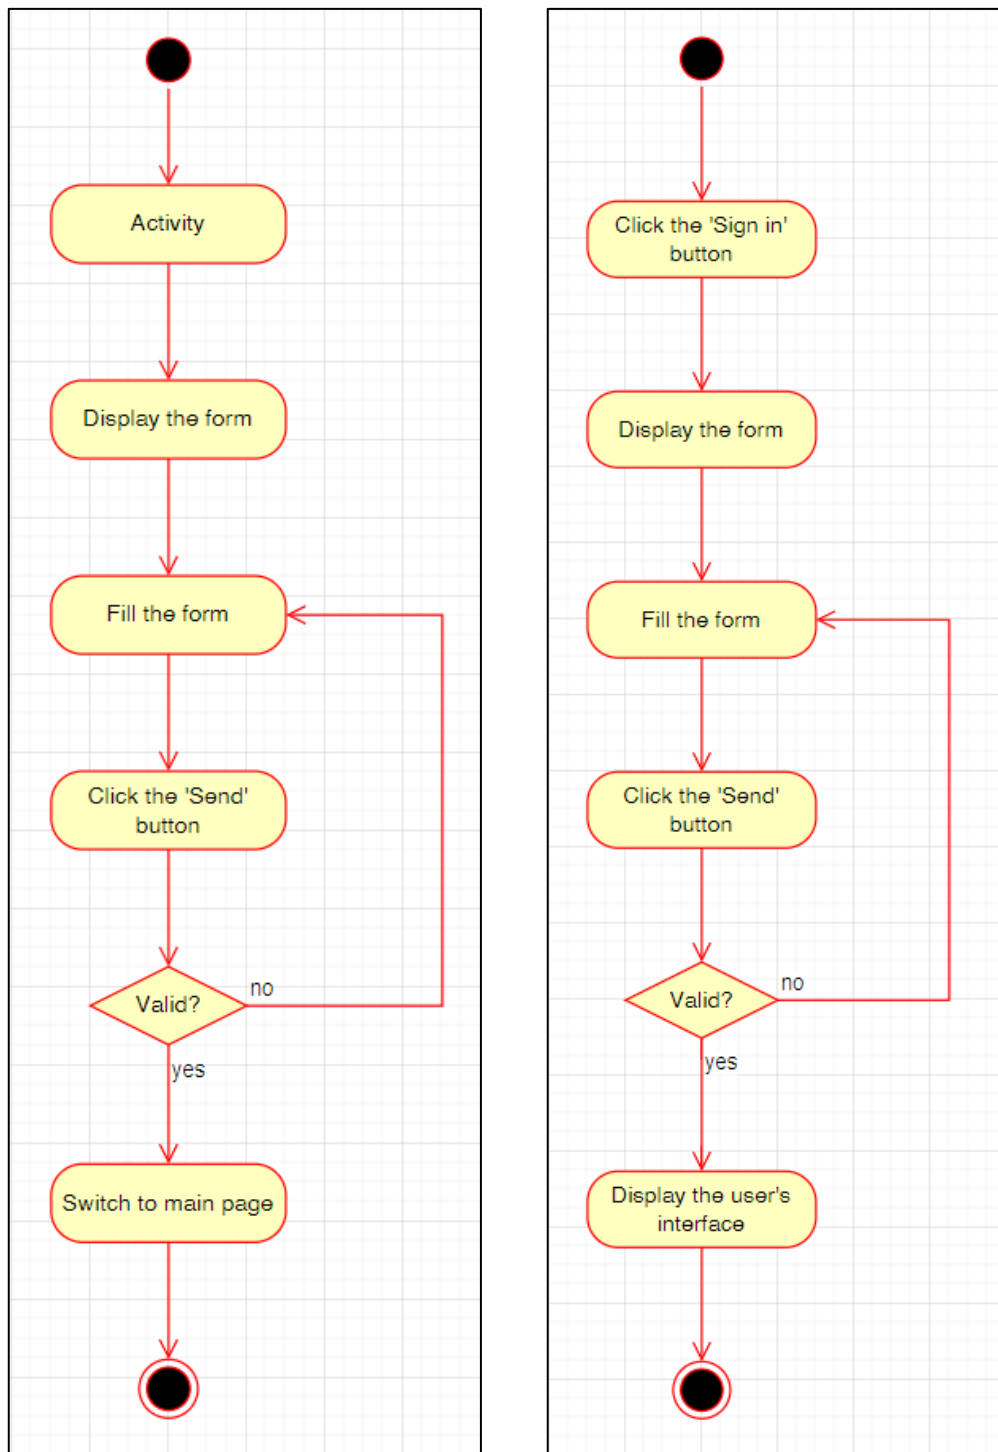 Activity
Display the form
Fill the form
Click the 'Send'
button
Valid?
no
yes
Switch to main page
Click the 'Sign in'
button
Display the form
Fill the form
Click the 'Send'
button
Valid?
no
yes
Display the user's
interface